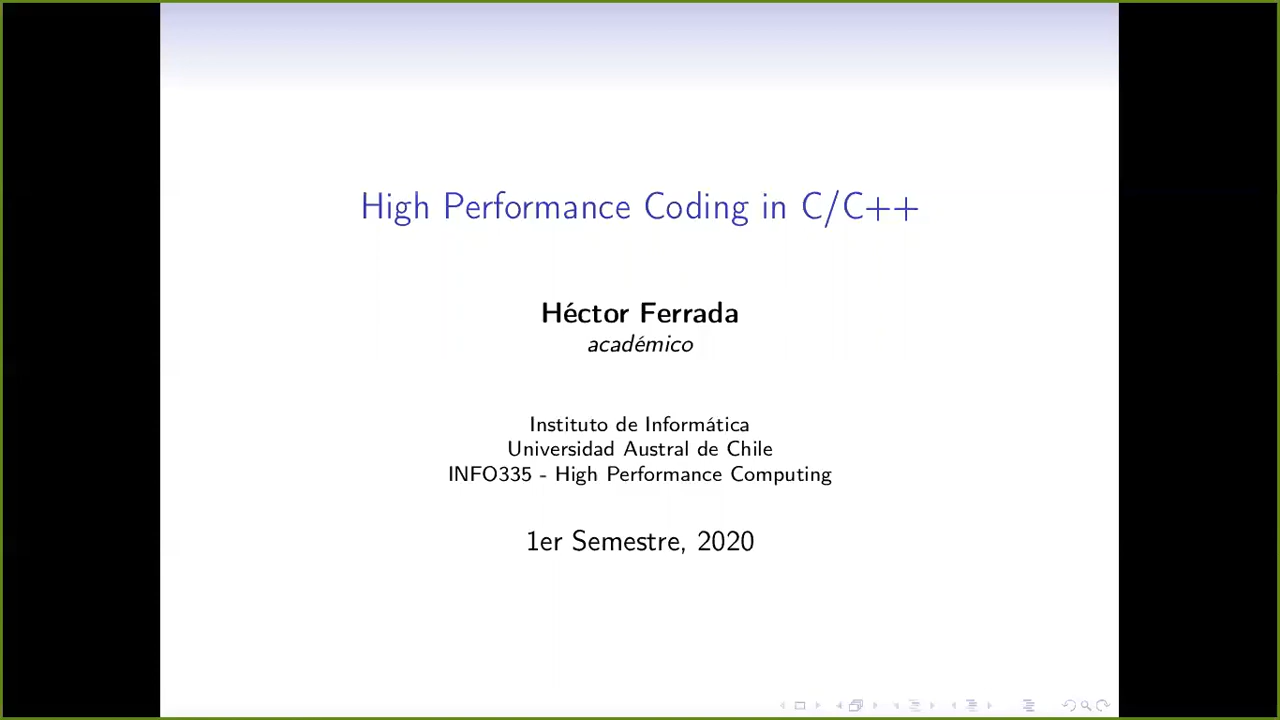 High Performance Coding in C/C++
Héctor Ferrada
académico
Instituto de Informática
Universidad Austral de Chile
INFO335 - High Performance Computing
1er Semestre, 2020